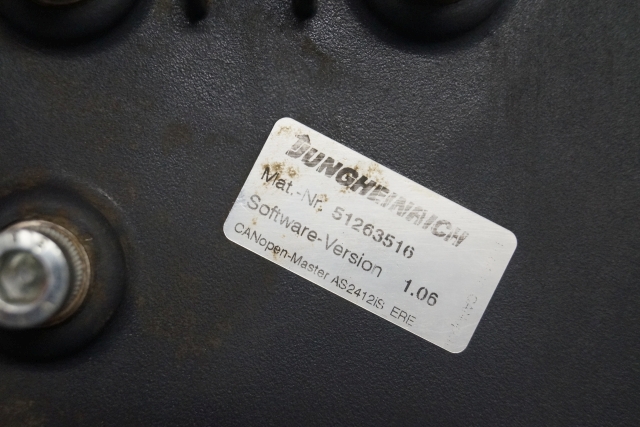 JUNGHEINRICH
Mat.-Nr. 51263516
Software-Version 1.06
CANopen-Master AS2412IS ERE